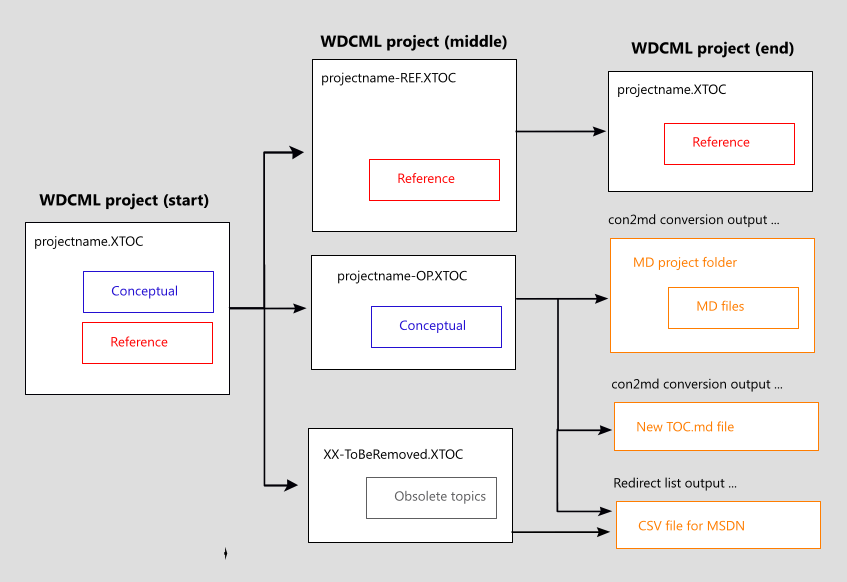 WDCML project (start)
projectname.XTOC
Conceptual
Reference
WDCML project (middle)
projectname-REF.XTOC
Reference
projectname-OP.XTOC
Conceptual
XX-ToBeRemoved.XTOC
Obsolete topics
WDCML project (end)
projectname.XTOC
Reference
con2md conversion output ...
MD project folder
MD files
con2md conversion output ...
New TOC.md file
Redirect list output ...
CSV file for MSDN